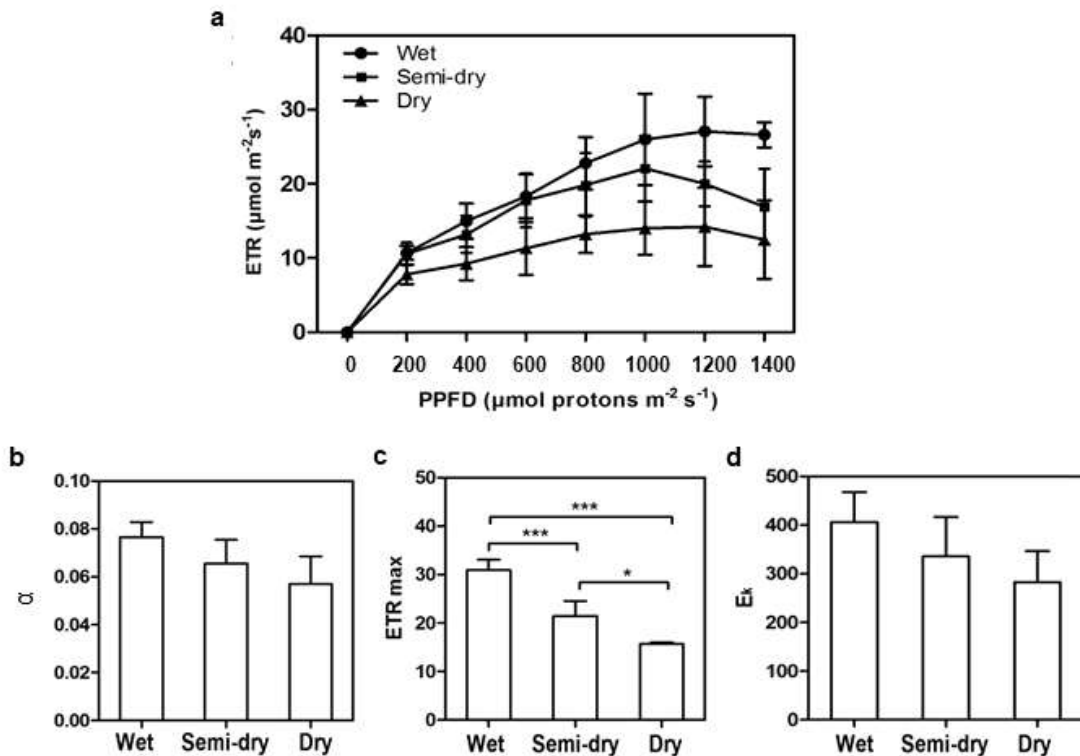 a
40
30
20
10
0
ETR (µmol m⁻²s⁻¹)
Wet
Semi-dry
Dry
0 200 400 600 800 1000 1200 1400
PPFD (µmol protons m⁻² s⁻¹)
b
0.10
0.08
0.06
0.04
0.02
0.00
α
Wet Semi-dry Dry
c
50
40
30
20
10
0
ETR max
***
***
*
Wet Semi-dry Dry
d
500
400
300
200
100
0
Ek
Wet Semi-dry Dry